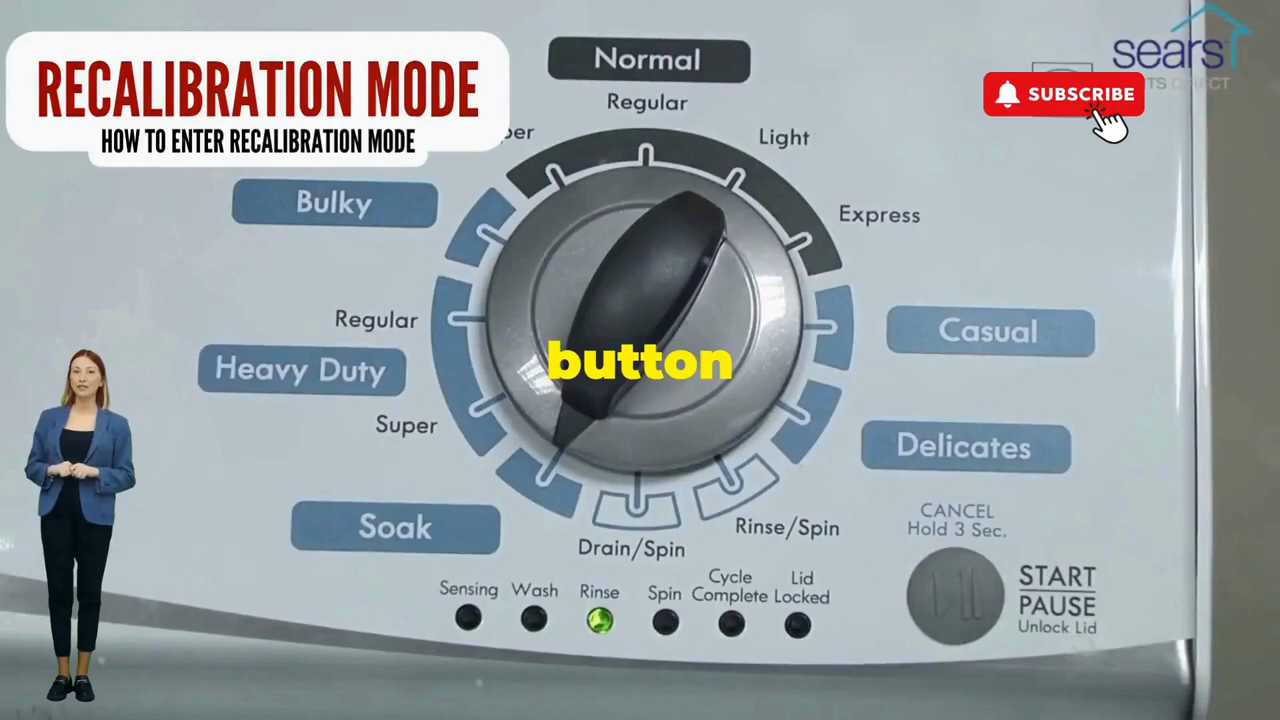 RECALIBRATION MODE
HOW TO ENTER RECALIBRATION MODE
sears
SUBSCRIBE
Normal
Regular
Light
Express
Bulky
Regular
Heavy Duty
Super
Casual
Delicates
button
Soak
Drain/Spin
Rinse/Spin
CANCEL
Hold 3 Sec.
START
PAUSE
Unlock Lid
Sensing
Wash
Rinse
Spin
Cycle
Complete
Lid
Locked